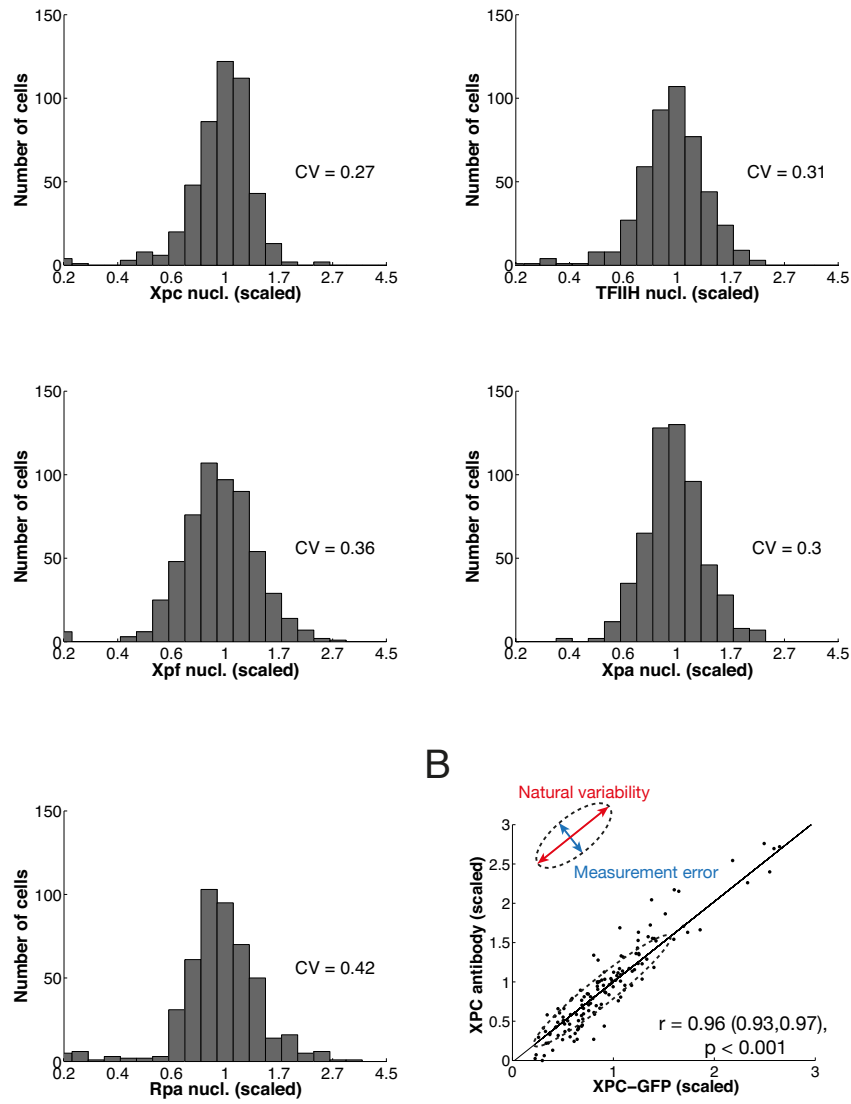 150
100
50
0
Number of cells
CV = 0.27
0.2 0.4 0.6 1 1.7 2.7 4.5
Xpc nucl. (scaled)
150
100
50
0
Number of cells
CV = 0.31
0.2 0.4 0.6 1 1.7 2.7 4.5
TFIIH nucl. (scaled)
150
100
50
0
Number of cells
CV = 0.36
0.2 0.4 0.6 1 1.7 2.7 4.5
Xpf nucl. (scaled)
150
100
50
0
Number of cells
CV = 0.3
0.2 0.4 0.6 1 1.7 2.7 4.5
Xpa nucl. (scaled)
150
100
50
0
Number of cells
CV = 0.42
0.2 0.4 0.6 1 1.7 2.7 4.5
Rpa nucl. (scaled)
B
Natural variability
Measurement error
3
2.5
2
1.5
1
0.5
0
XPC antibody (scaled)
r = 0.96 (0.93,0.97),
p < 0.001
0 1 2 3
XPC−GFP (scaled)